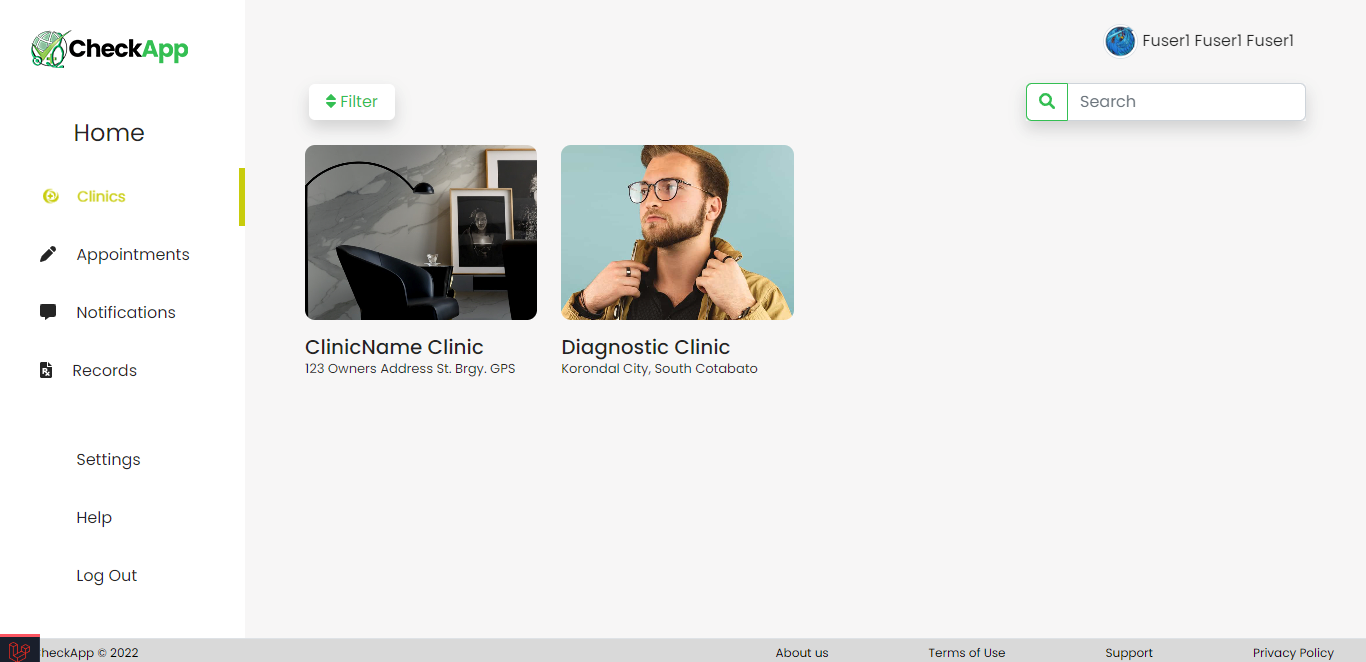 CheckApp
Fuser1 Fuser1 Fuser1
Filter
Search
Home
Clinics
Appointments
Notifications
Records
Settings
Help
Log Out
ClinicName Clinic
123 Owners Address St. Brgy. GPS
Diagnostic Clinic
Korondal City, South Cotabato
heckApp © 2022
About us
Terms of Use
Support
Privacy Policy